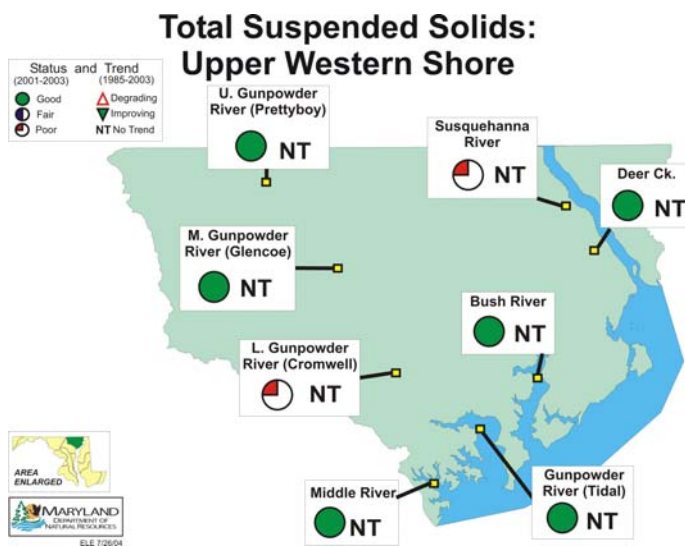 Total Suspended Solids:
Upper Western Shore
Status and Trend
(2001-2003) (1985-2003)
Good Degrading
Fair Improving
Poor NT No Trend
U. Gunpowder
River (Prettyboy)
NT
Susquehanna
River
NT
Deer Ck.
NT
M. Gunpowder
River (Glencoe)
NT
Bush River
NT
L. Gunpowder
River (Cromwell)
NT
Middle River
NT
Gunpowder
River (Tidal)
NT
AREA
ENLARGED
MARYLAND
DEPARTMENT OF
NATURAL RESOURCES
ELE 7/26/04